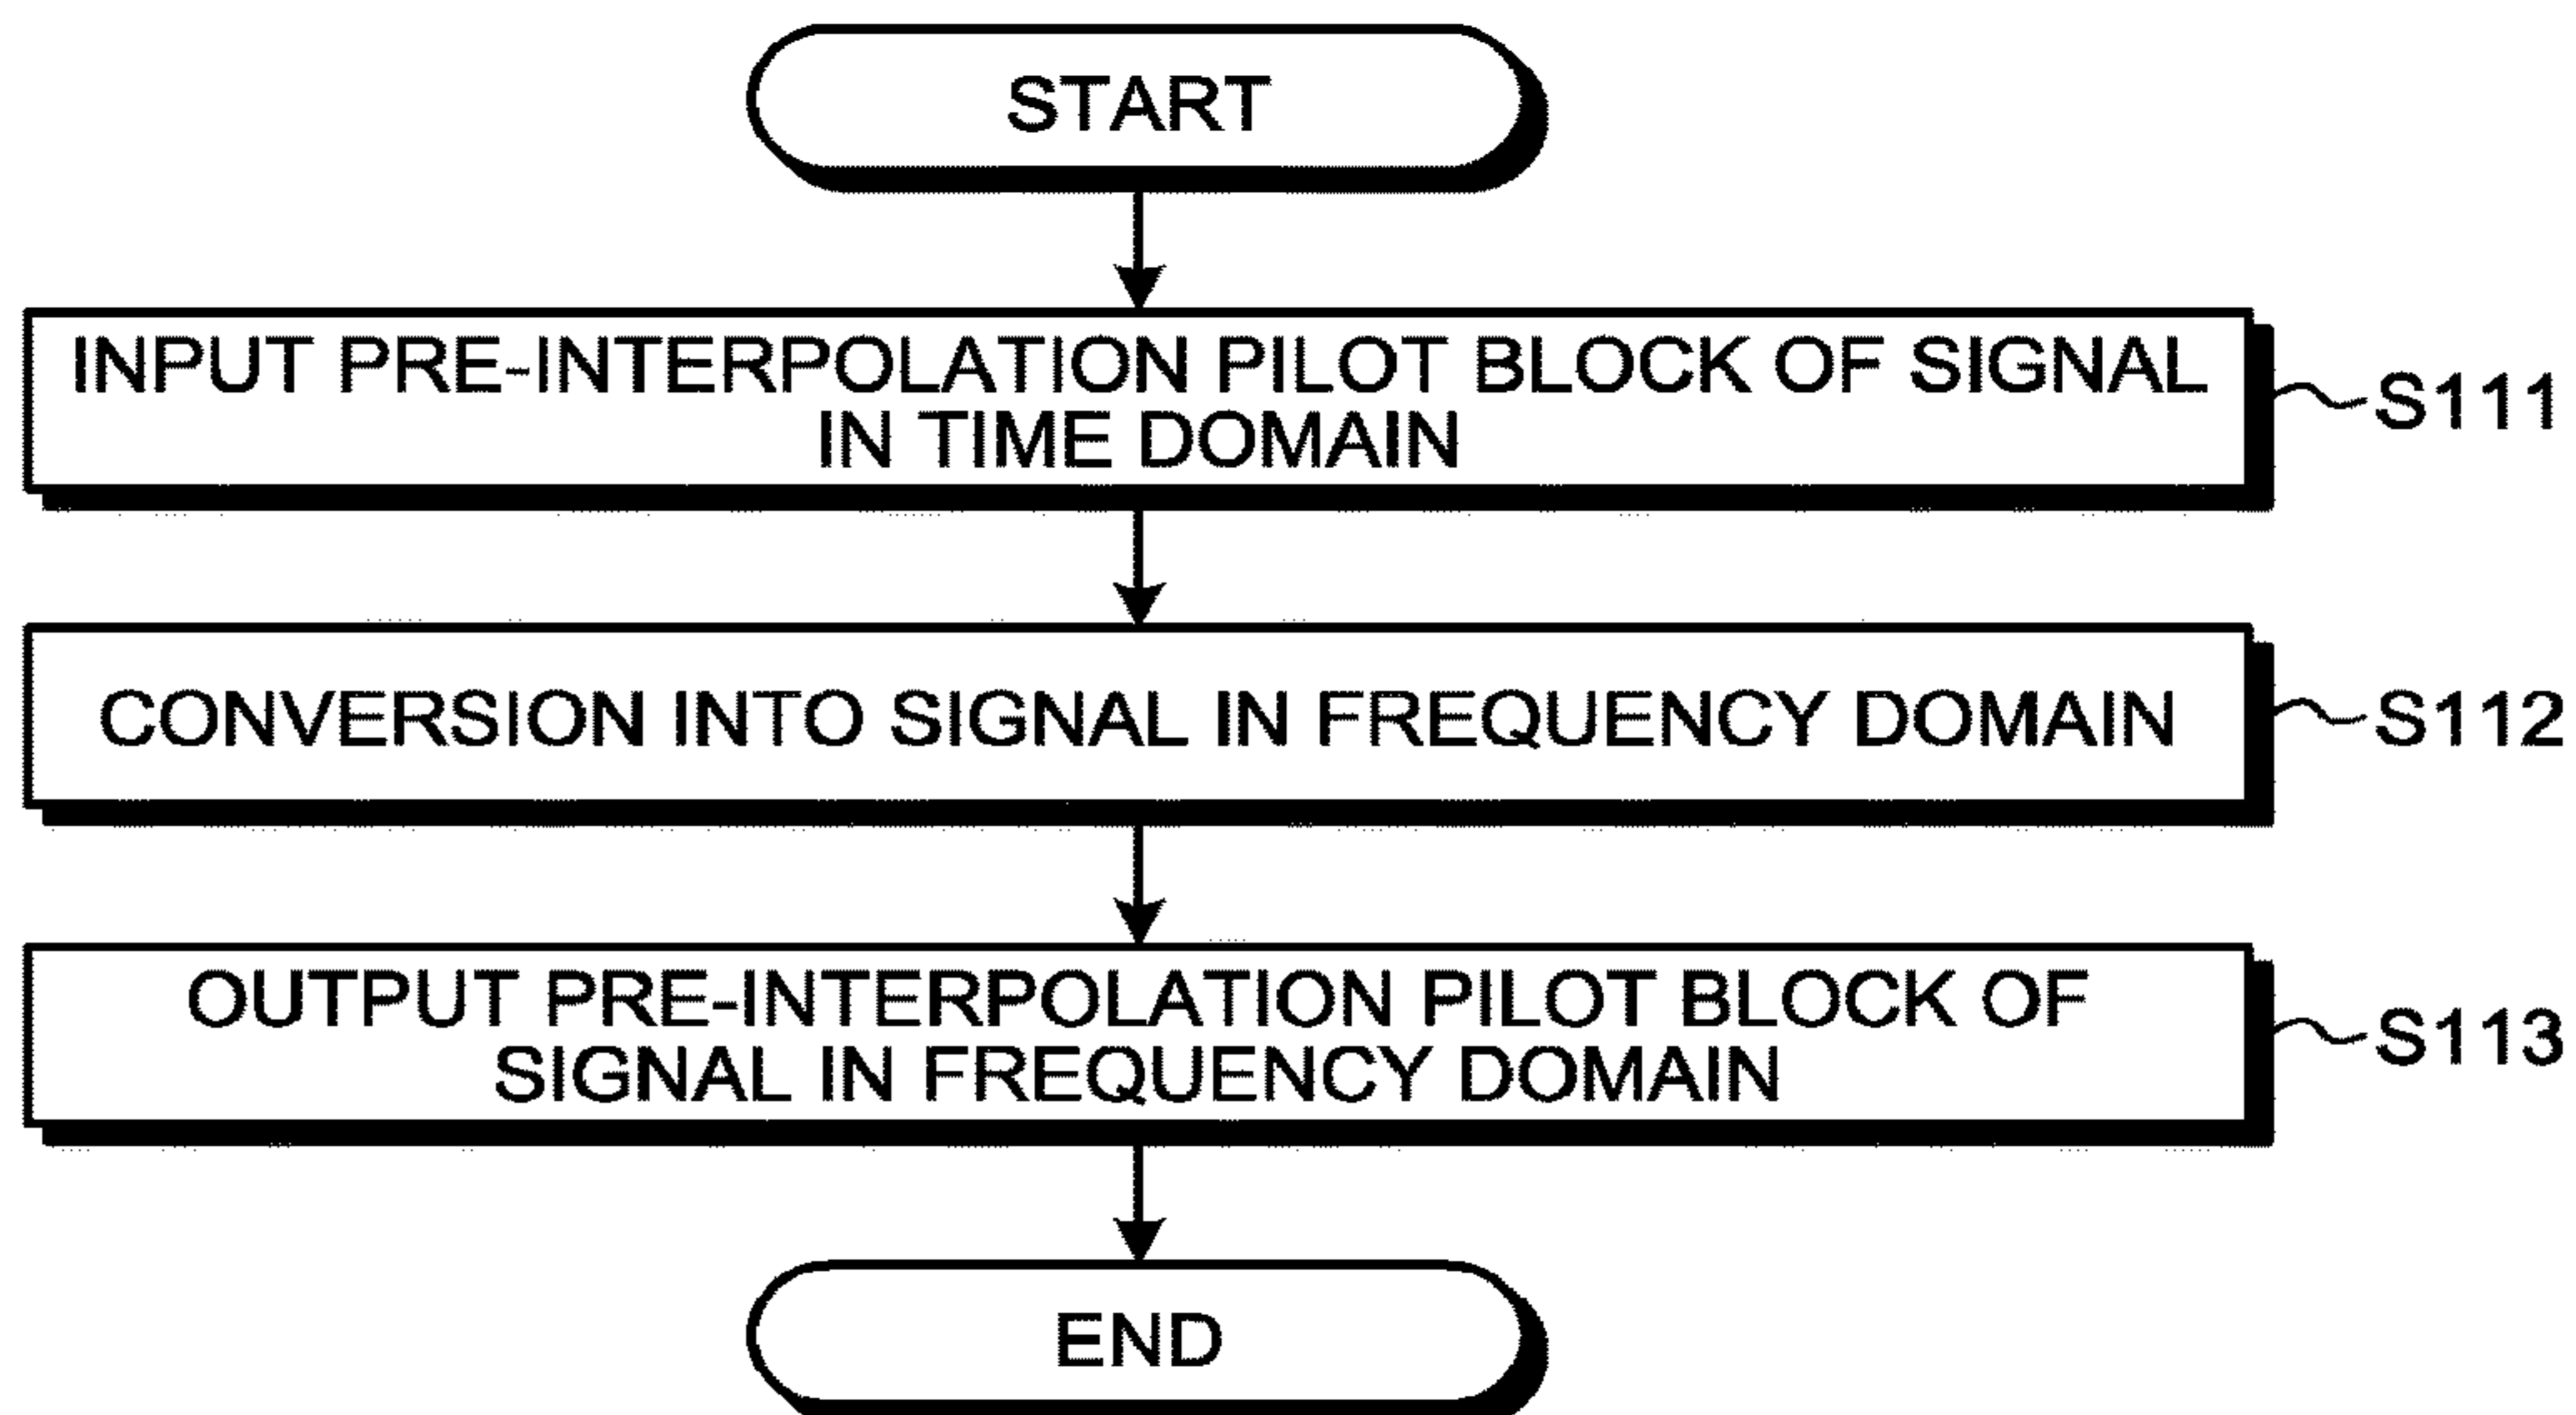 START
INPUT PRE-INTERPOLATION PILOT BLOCK OF SIGNAL
IN TIME DOMAIN
S111
CONVERSION INTO SIGNAL IN FREQUENCY DOMAIN
S112
OUTPUT PRE-INTERPOLATION PILOT BLOCK OF
SIGNAL IN FREQUENCY DOMAIN
S113
END